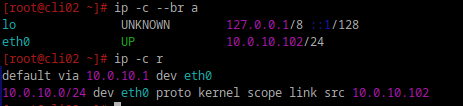 [root@cli02 ~]# ip -c --br a
lo UNKNOWN 127.0.0.1/8 ::1/128
eth0 UP 10.0.10.102/24
[root@cli02 ~]# ip -c r
default via 10.0.10.1 dev eth0
10.0.10.0/24 dev eth0 proto kernel scope link src 10.0.10.102